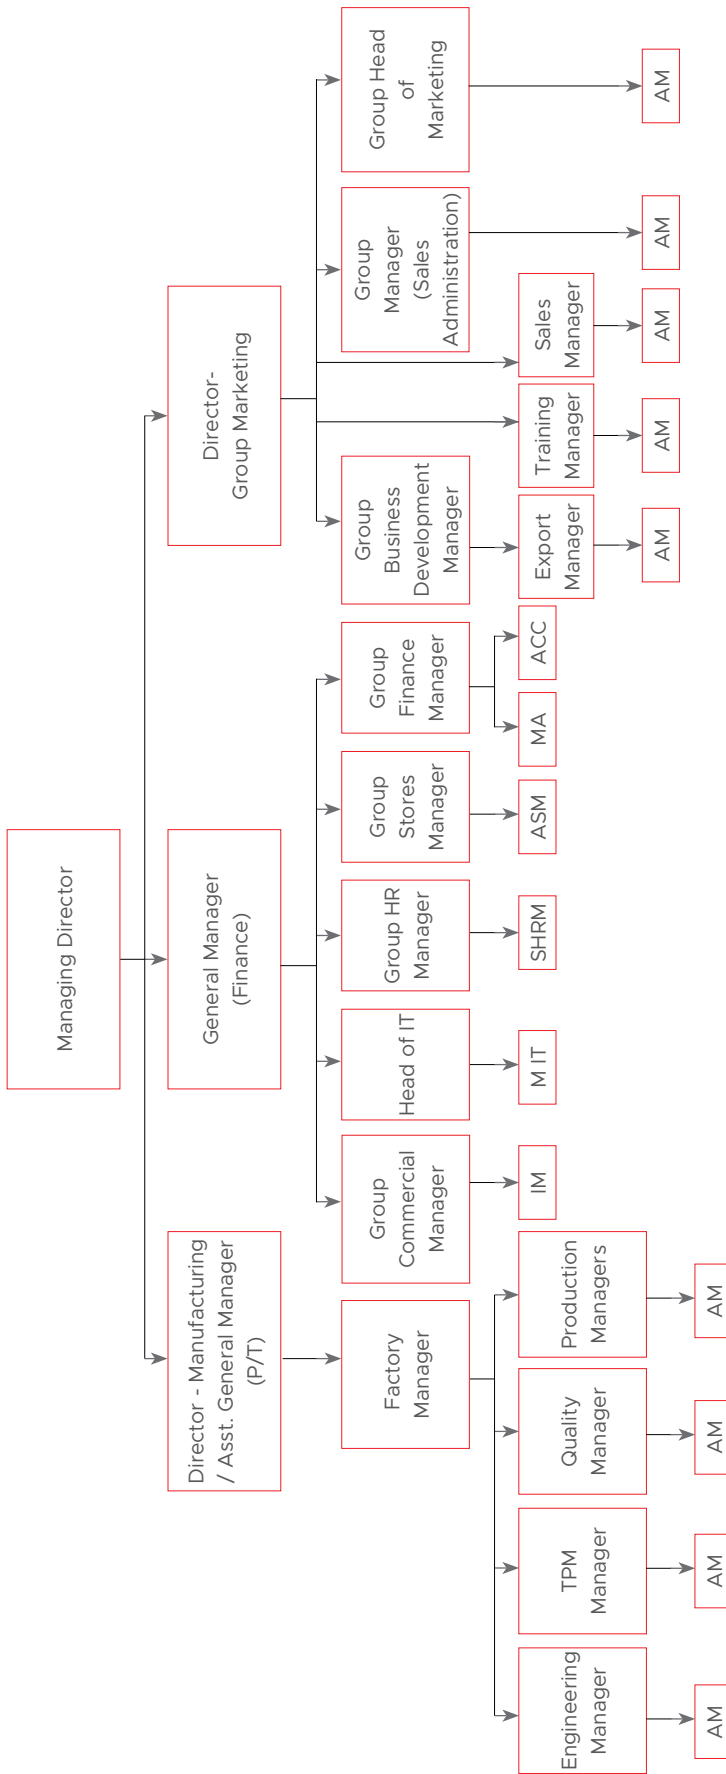 Managing Director
Director - Manufacturing
/ Asst. General Manager
(P/T)
General Manager
(Finance)
Director-
Group Marketing
Factory
Manager
Group
Commercial
Manager
Head of IT
Group HR
Manager
Group
Stores
Manager
Group
Finance
Manager
Group
Business
Development
Manager
Group
Manager
(Sales
Administration)
Group Head
of
Marketing
Engineering
Manager
TPM
Manager
Quality
Manager
Production
Managers
IM
M IT
SHRM
ASM
MA
ACC
Export
Manager
Training
Manager
Sales
Manager
AM
AM
AM
AM
AM
AM
AM
AM
AM